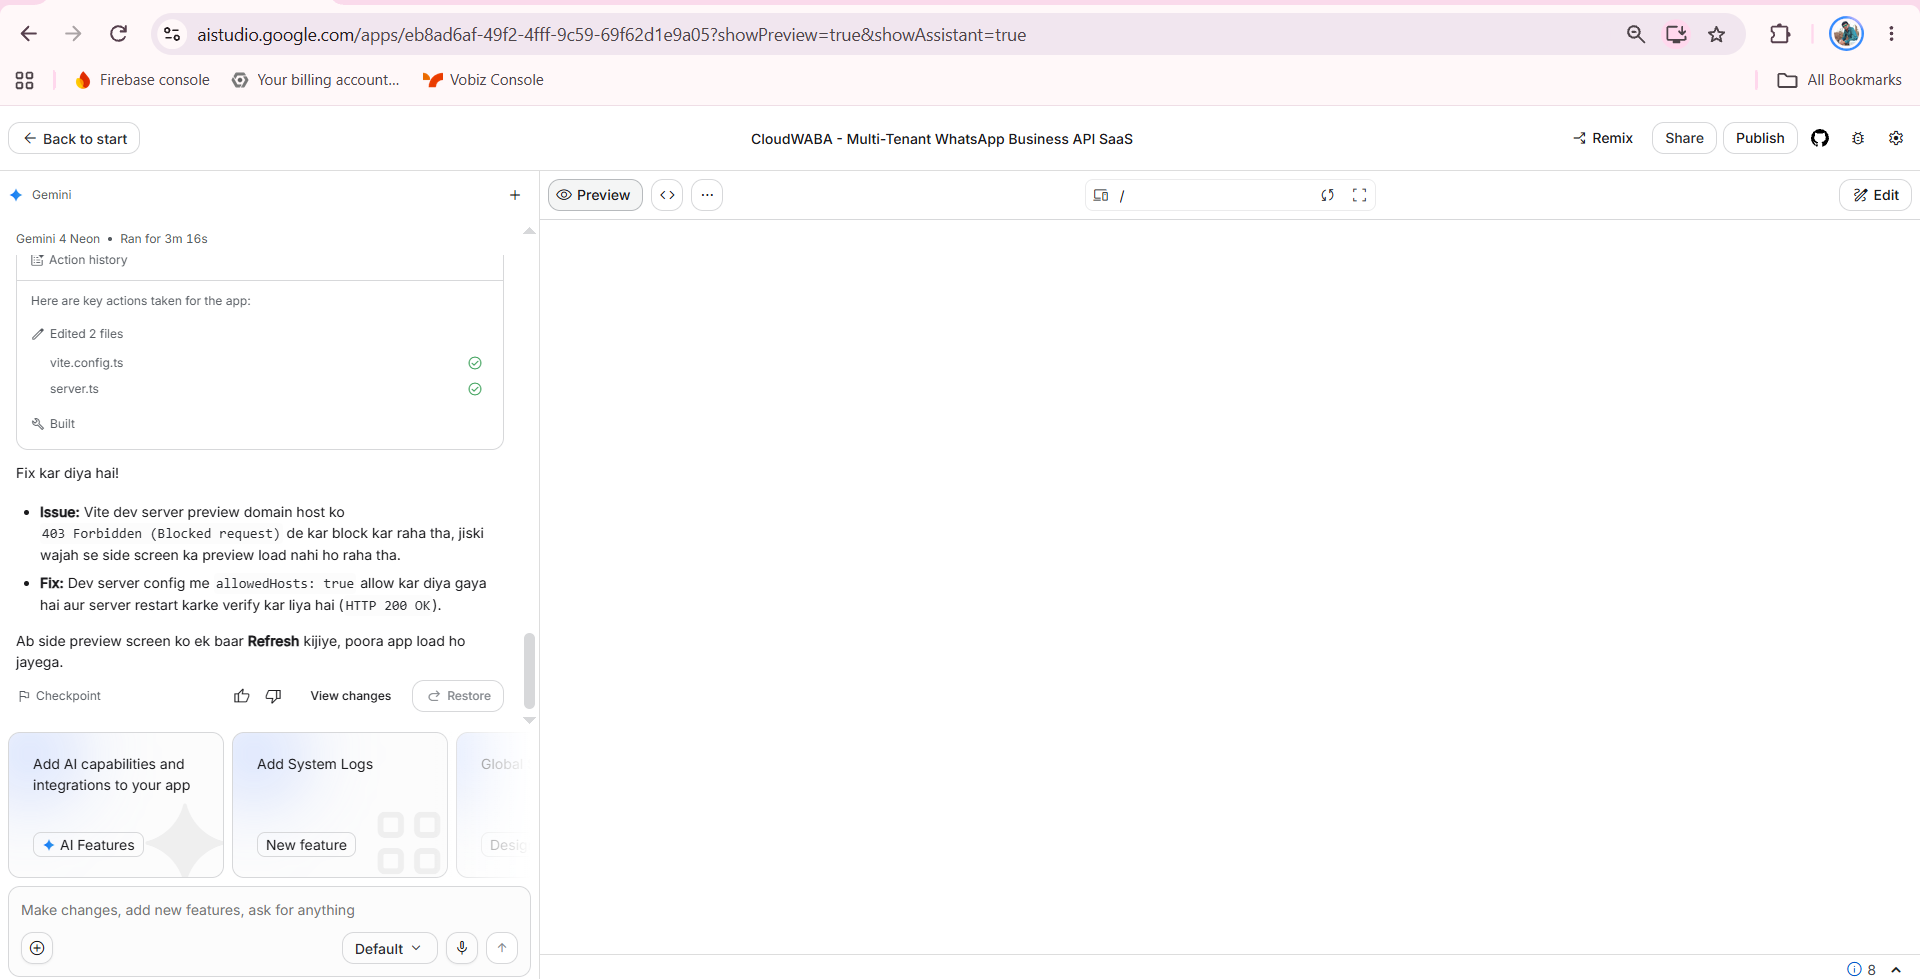 aistudio.google.com/apps/eb8ad6af-49f2-4fff-9c59-69f62d1e9a05?showPreview=true&showAssistant=true
Firebase console
Your billing account...
Vobiz Console
All Bookmarks
Back to start
CloudWABA - Multi-Tenant WhatsApp Business API SaaS
Remix
Share
Publish
Gemini
Preview
/
Edit
Gemini 4 Neon • Ran for 3m 16s
Action history
Here are key actions taken for the app:
Edited 2 files
vite.config.ts
server.ts
Built
Fix kar diya hai!
• Issue: Vite dev server preview domain host ko
403 Forbidden (Blocked request) de kar block kar raha tha, jiski
wajah se side screen ka preview load nahi ho raha tha.
• Fix: Dev server config me allowedHosts: true allow kar diya gaya
hai aur server restart karke verify kar liya hai (HTTP 200 OK).
Ab side preview screen ko ek baar Refresh kijiye, poora app load ho
jayega.
Checkpoint
View changes
Restore
Add AI capabilities and
integrations to your app
AI Features
Add System Logs
New feature
Global
Desig
Make changes, add new features, ask for anything
Default
8